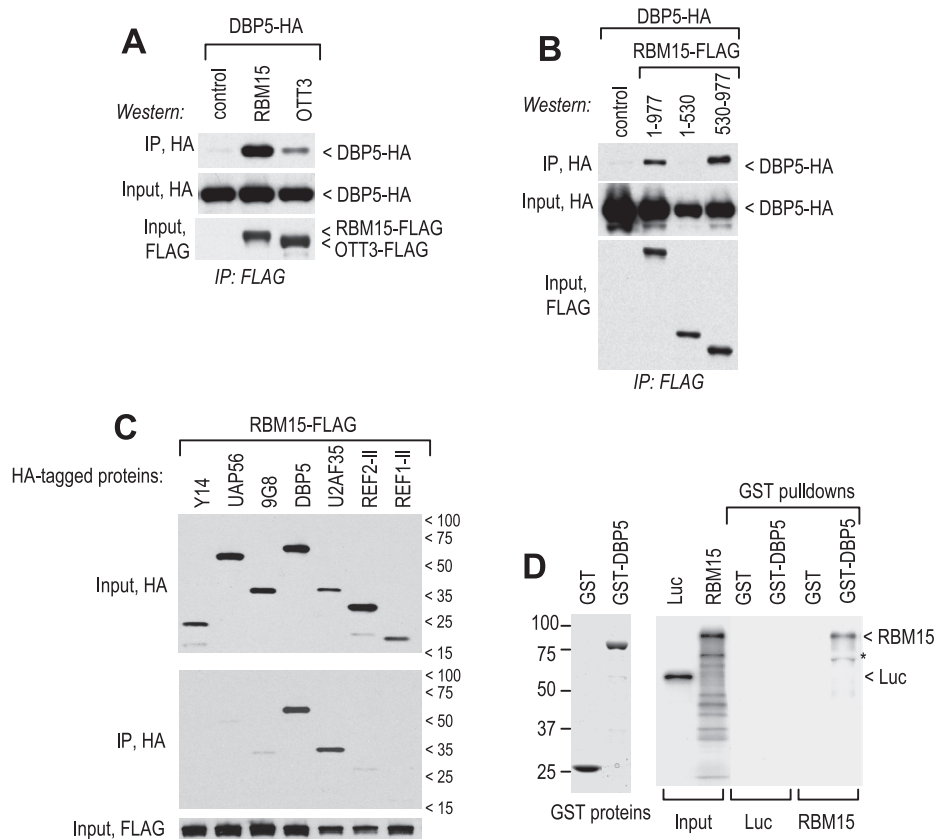 A
DBP5-HA
Western:
control
RBM15
OTT3
IP, HA
< DBP5-HA
Input, HA
< DBP5-HA
Input, FLAG
< RBM15-FLAG
< OTT3-FLAG
IP: FLAG
B
DBP5-HA
RBM15-FLAG
Western:
control
1-977
1-530
530-977
IP, HA
< DBP5-HA
Input, HA
< DBP5-HA
Input, FLAG
IP: FLAG
C
RBM15-FLAG
HA-tagged proteins:
Y14
UAP56
9G8
DBP5
U2AF35
REF2-II
REF1-II
Input, HA
< 100
< 75
< 50
< 35
< 25
< 15
IP, HA
< 100
< 75
< 50
< 35
< 25
< 15
Input, FLAG
D
GST
GST-DBP5
100
75
50
37
25
GST proteins
GST pulldowns
Luc
RBM15
GST
GST-DBP5
GST
GST-DBP5
< RBM15
*
< Luc
Input
Luc
RBM15